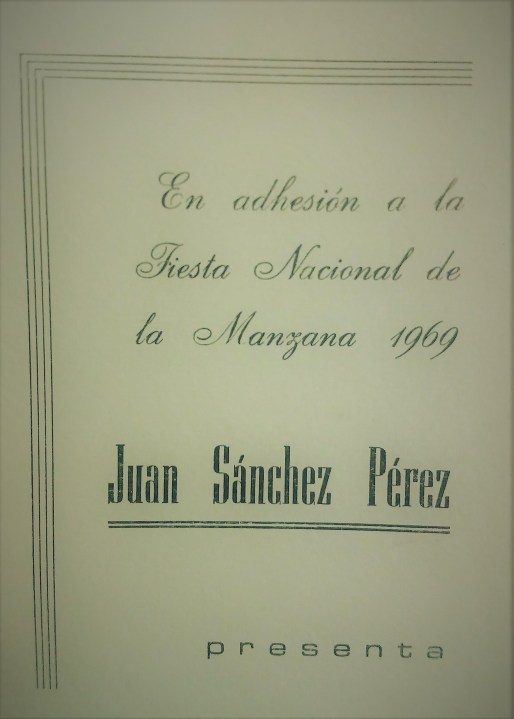 En adhesión a la
Fiesta Nacional de
la Manzana 1969
Juan Sánchez Pérez
presenta